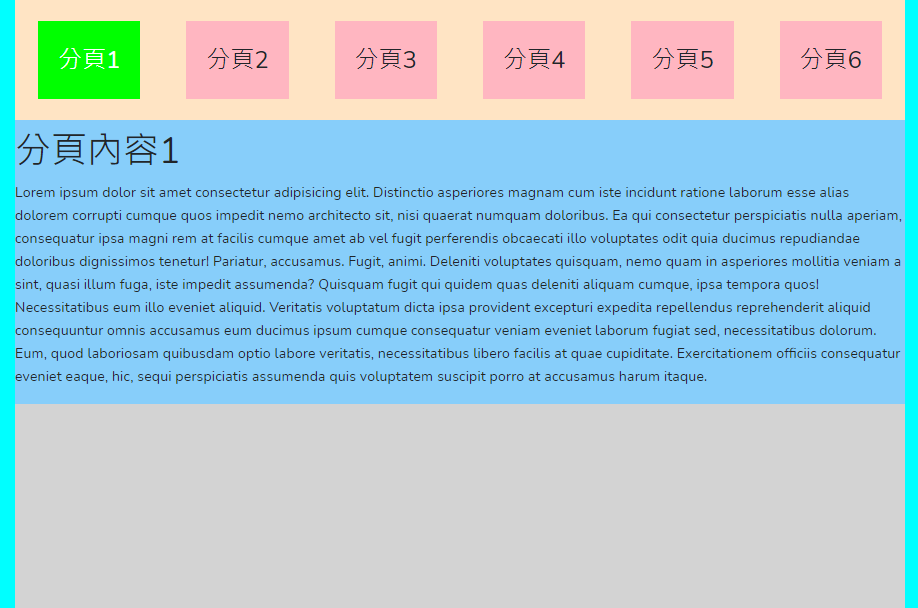 分頁1 分頁2 分頁3 分頁4 分頁5 分頁6
分頁內容1
Lorem ipsum dolor sit amet consectetur adipisicing elit. Distinctio asperiores magnam cum iste incidunt ratione laborum esse alias
dolorem corrupti cumque quos impedit nemo architecto sit, nisi quaerat numquam doloribus. Ea qui consectetur perspiciatis nulla aperiam,
consequatur ipsa magni rem at facilis cumque amet ab vel fugit perferendis obcaecati illo voluptates odit quia ducimus repudiandae
doloribus dignissimos tenetur! Pariatur, accusamus. Fugit, animi. Deleniti voluptates quisquam, nemo quam in asperiores mollitia veniam a
sint, quasi illum fuga, iste impedit assumenda? Quisquam fugit qui quidem quas deleniti aliquam cumque, ipsa tempora quos!
Necessitatibus eum illo eveniet aliquid. Veritatis voluptatum dicta ipsa provident excepturi expedita repellendus reprehenderit aliquid
consequuntur omnis accusamus eum ducimus ipsum cumque consequatur veniam eveniet laborum fugiat sed, necessitatibus dolorum.
Eum, quod laboriosam quibusdam optio labore veritatis, necessitatibus libero facilis at quae cupiditate. Exercitationem officiis consequatur
eveniet eaque, hic, sequi perspiciatis assumenda quis voluptatem suscipit porro at accusamus harum itaque.